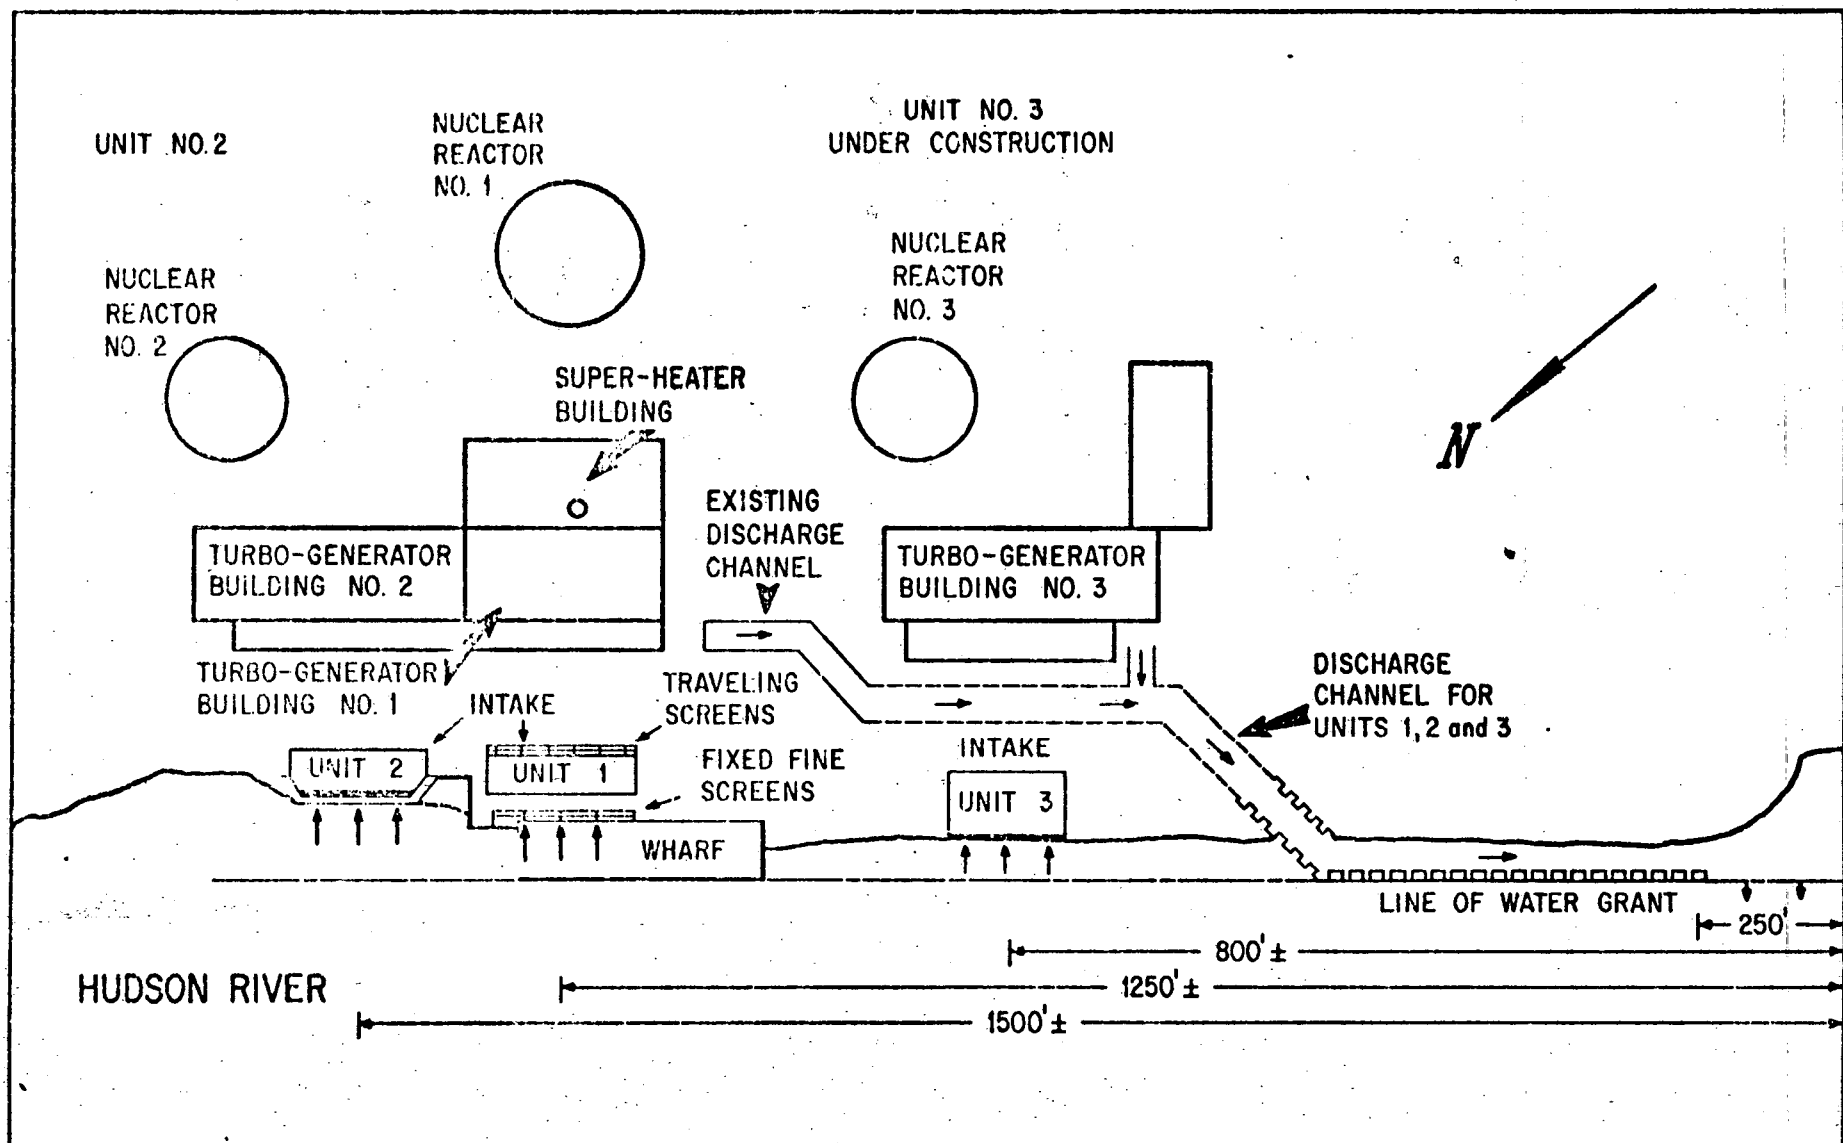 UNIT NO. 2
NUCLEAR
REACTOR
NO. 1
UNIT NO. 3
UNDER CONSTRUCTION
NUCLEAR
REACTOR
NO. 2
NUCLEAR
REACTOR
NO. 3
SUPER-HEATER
BUILDING
N
EXISTING
DISCHARGE
CHANNEL
TURBO-GENERATOR
BUILDING NO. 2
TURBO-GENERATOR
BUILDING NO. 3
TURBO-GENERATOR
BUILDING NO. 1
INTAKE
TRAVELING
SCREENS
DISCHARGE
CHANNEL FOR
UNITS 1, 2 and 3
UNIT 2
UNIT 1
FIXED FINE
SCREENS
INTAKE
UNIT 3
WHARF
LINE OF WATER GRANT
250'
800'±
HUDSON RIVER
1250'±
1500'±